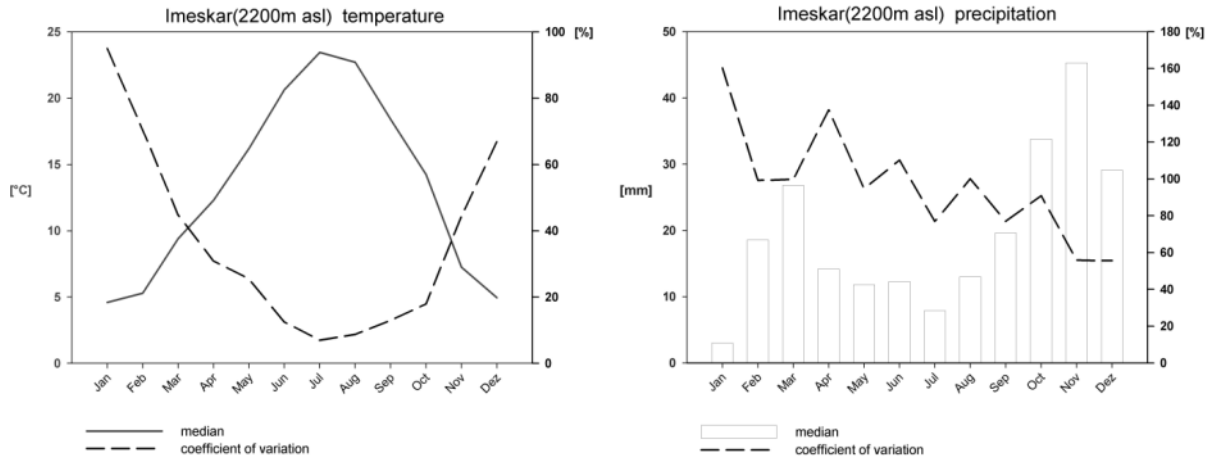 Imeskar(2200m asl) temperature
25
20
15
10
5
0
[°C]
100
80
60
40
20
0
[%]
Jan
Feb
Mar
Apr
May
Jun
Jul
Aug
Sep
Oct
Nov
Dez
median
coefficient of variation
Imeskar(2200m asl) precipitation
50
40
30
20
10
0
[mm]
180
160
140
120
100
80
60
40
20
0
[%]
Jan
Feb
Mar
Apr
May
Jun
Jul
Aug
Sep
Oct
Nov
Dez
median
coefficient of variation